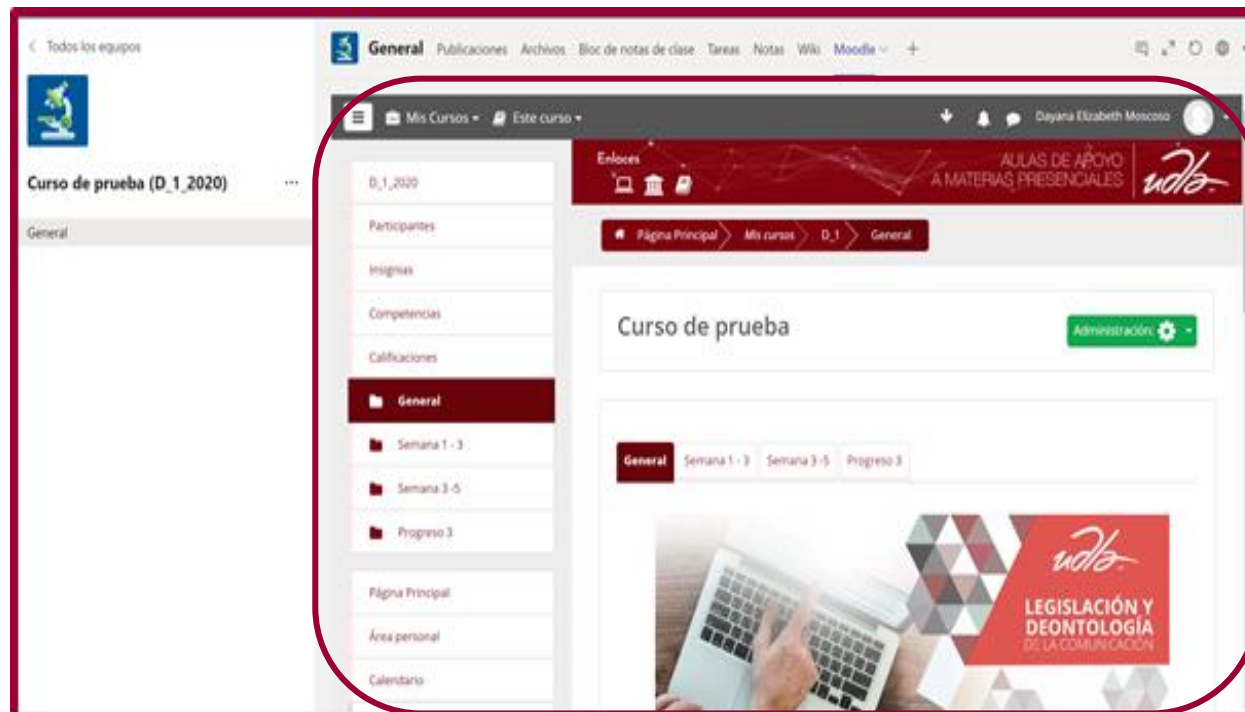 Todos los equipos
Curso de prueba (D_1_2020) ...
General
General Publicaciones Archivos Bloc de notas de clase Tareas Notas Wiki Moodle +
Mis Cursos Este curso Dayana Elizabeth Moscoso
Enlaces
AULAS DE APOYO
A MATERIAS PRESENCIALES
udla-
D_1_2020
Participantes
Insignias
Competencias
Calificaciones
General
Semana 1 - 3
Semana 3 -5
Progreso 3
Página Principal
Área personal
Calendario
Página Principal Mis cursos D_1 General
Curso de prueba
Administración:
General Semana 1 - 3 Semana 3 -5 Progreso 3
udla-
LEGISLACIÓN Y
DEONTOLOGÍA
DE LA COMUNICACIÓN